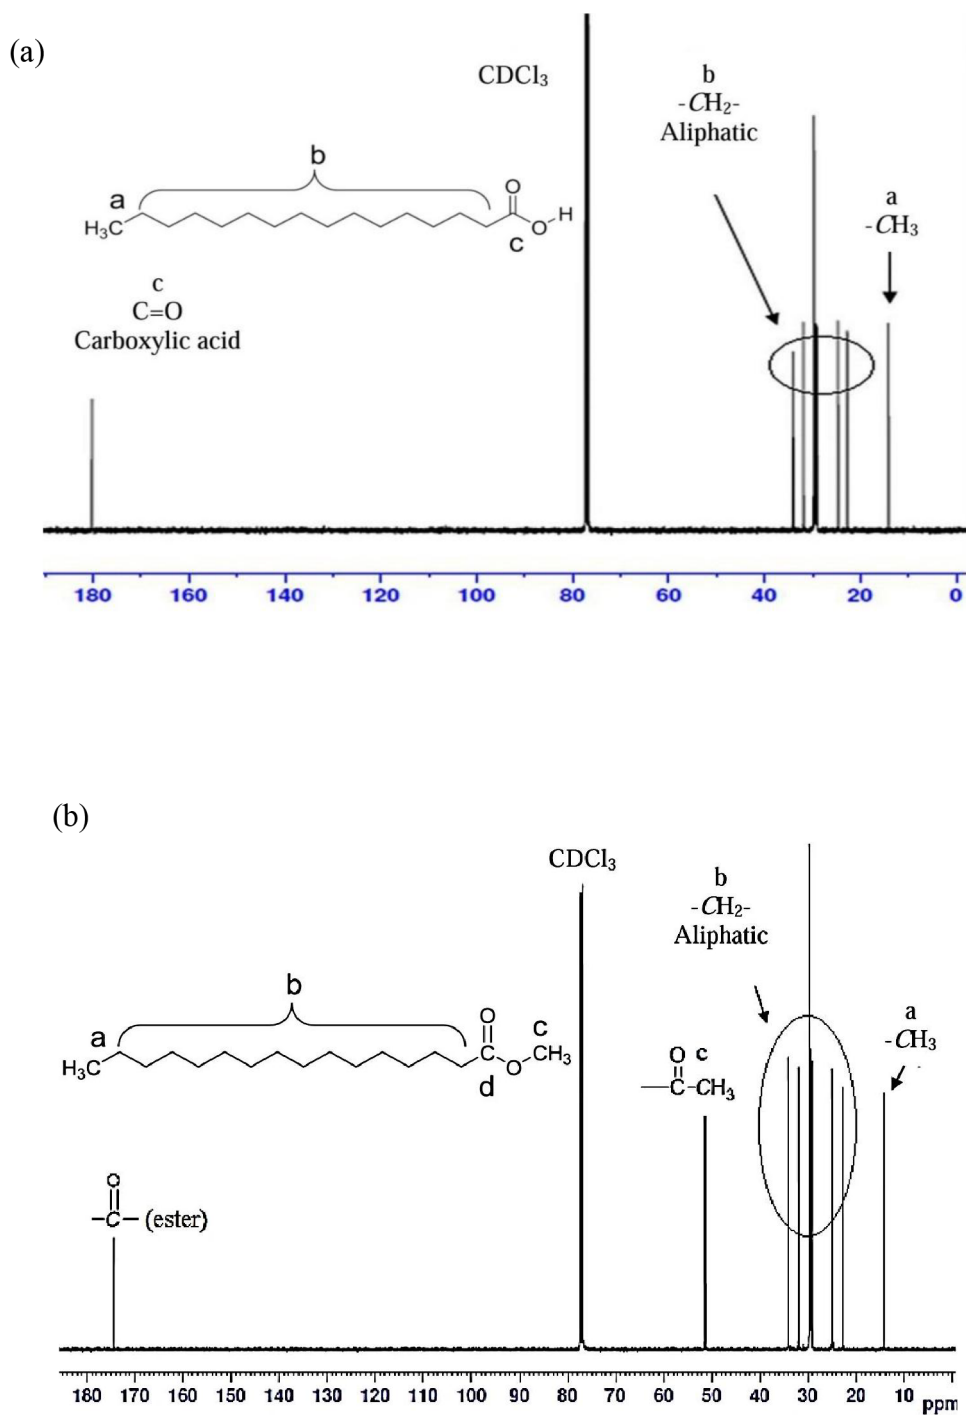 (a)
CDCl3
b
-CH2-
Aliphatic
a
-CH3
b
a
H3C
O
O
H
c
c
C=O
Carboxylic acid
180 160 140 120 100 80 60 40 20 0
(b)
CDCl3
b
-CH2-
Aliphatic
a
-CH3
b
a
H3C
O
c
O
CH3
d
O c
-C-CH3
O
-C- (ester)
180 170 160 150 140 130 120 110 100 90 80 70 60 50 40 30 20 10 ppm